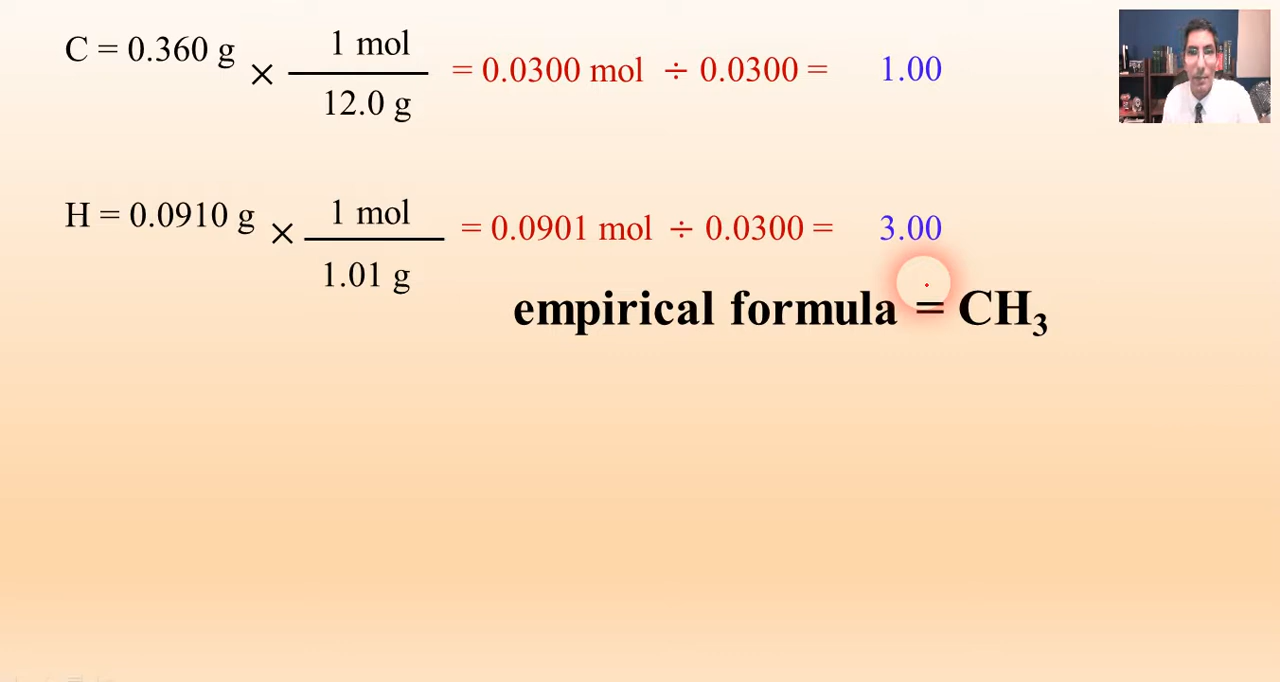 C = 0.360 g × 1 mol / 12.0 g = 0.0300 mol ÷ 0.0300 = 1.00
H = 0.0910 g × 1 mol / 1.01 g = 0.0901 mol ÷ 0.0300 = 3.00
empirical formula = CH₃